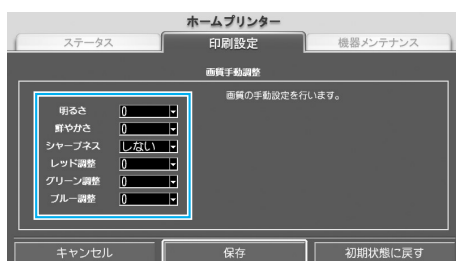 ホームプリンター
ステータス 印刷設定 機器メンテナンス
画質手動調整
画質の手動設定を行います。
明るさ 0
鮮やかさ 0
シャープネス しない
レッド調整 0
グリーン調整 0
ブルー調整 0
キャンセル 保存 初期状態に戻す